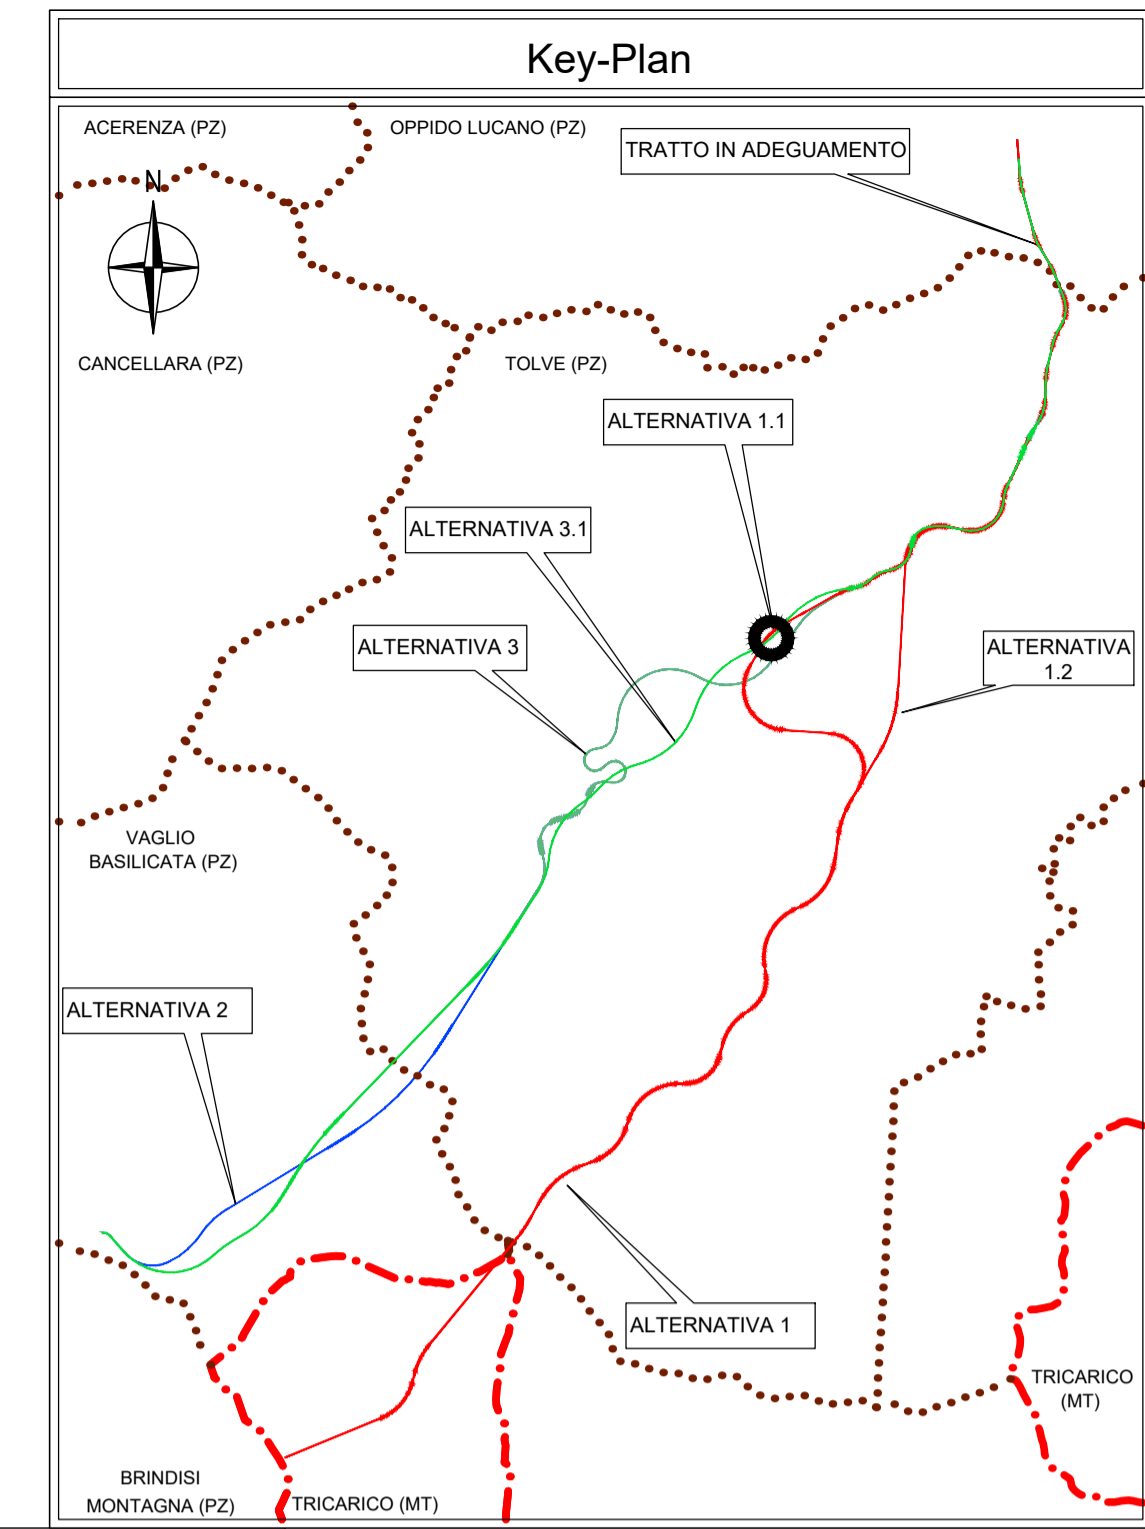 Key-Plan
ACERENZA (PZ)
OPPIDO LUCANO (PZ)
TRATTO IN ADEGUAMENTO
N
CANCELLARA (PZ)
TOLVE (PZ)
ALTERNATIVA 1.1
ALTERNATIVA 3.1
ALTERNATIVA 3
ALTERNATIVA
1.2
VAGLIO
BASILICATA (PZ)
ALTERNATIVA 2
ALTERNATIVA 1
TRICARICO
(MT)
BRINDISI
MONTAGNA (PZ)
TRICARICO (MT)